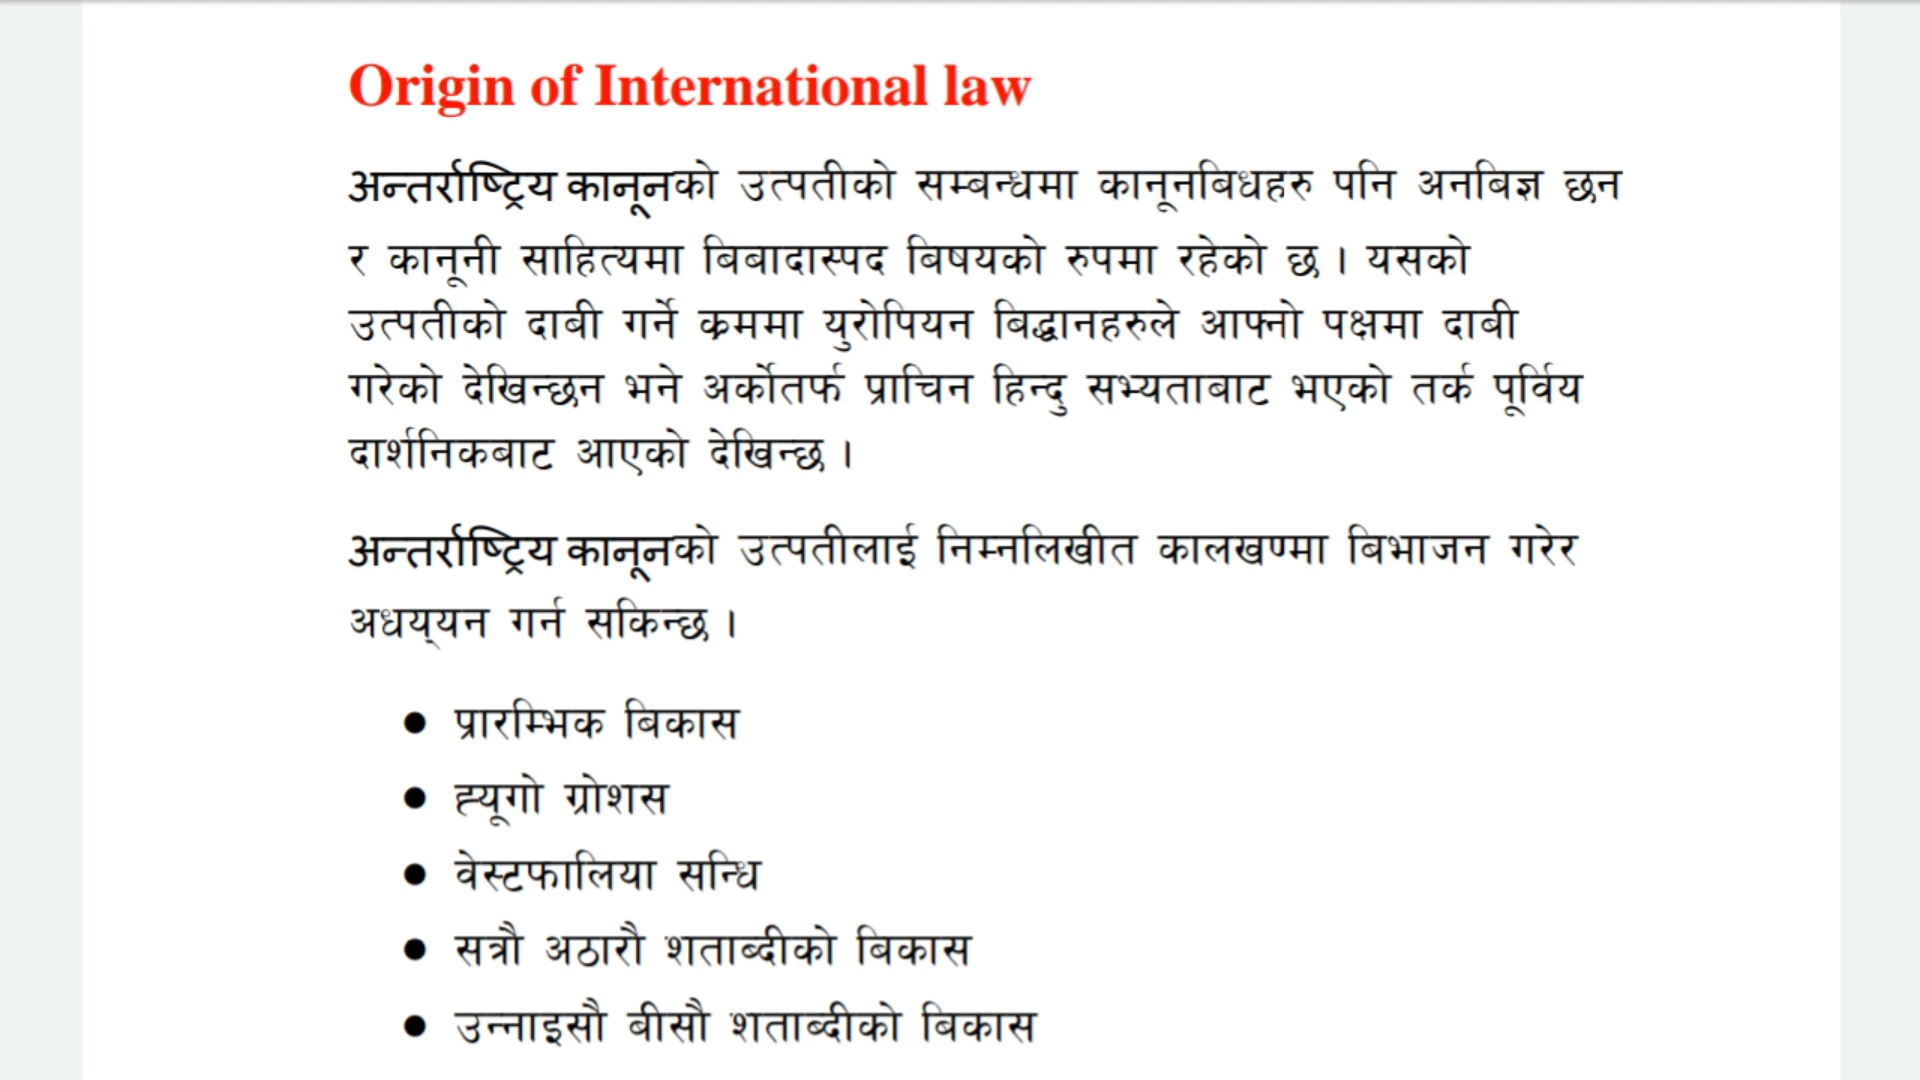 Origin of International law
अन्तर्राष्ट्रिय कानूनको उत्पतीको सम्बन्धमा कानूनबिधहरु पनि अनबिज्ञ छन
र कानूनी साहित्यमा बिबादास्पद बिषयको रुपमा रहेको छ । यसको
उत्पतीको दाबी गर्ने क्रममा युरोपियन बिद्धानहरुले आफ्नो पक्षमा दाबी
गरेको देखिन्छन भने अर्कोतर्फ प्राचिन हिन्दु सभ्यताबाट भएको तर्क पूर्विय
दार्शनिकबाट आएको देखिन्छ ।
अन्तर्राष्ट्रिय कानूनको उत्पतीलाई निम्नलिखीत कालखण्मा बिभाजन गरेर
अधय्यन गर्न सकिन्छ ।
● प्रारम्भिक बिकास
● ह्यूगो ग्रोशस
● वेस्टफालिया सन्धि
● सत्रौ अठारौ शताब्दीको बिकास
● उन्नाइसौ बीसौ शताब्दीको बिकास